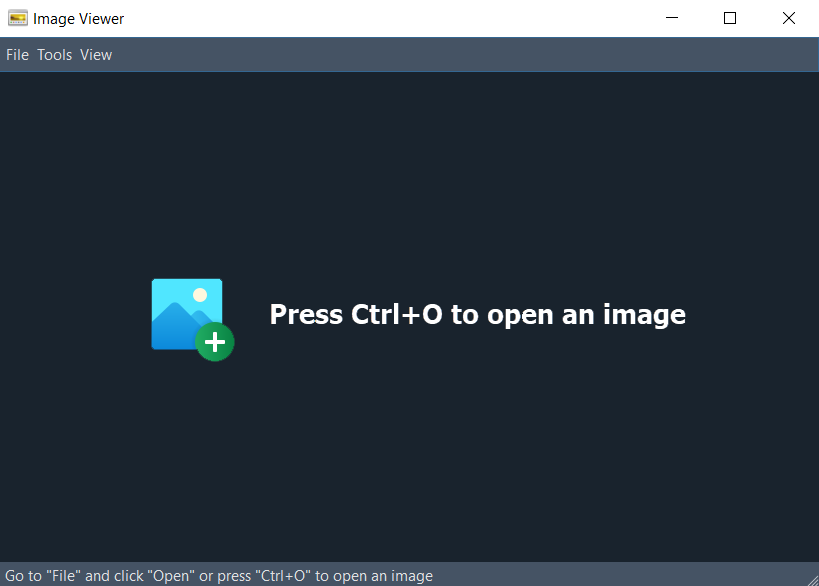 Image Viewer
File Tools View
Press Ctrl+O to open an image
Go to "File" and click "Open" or press "Ctrl+O" to open an image